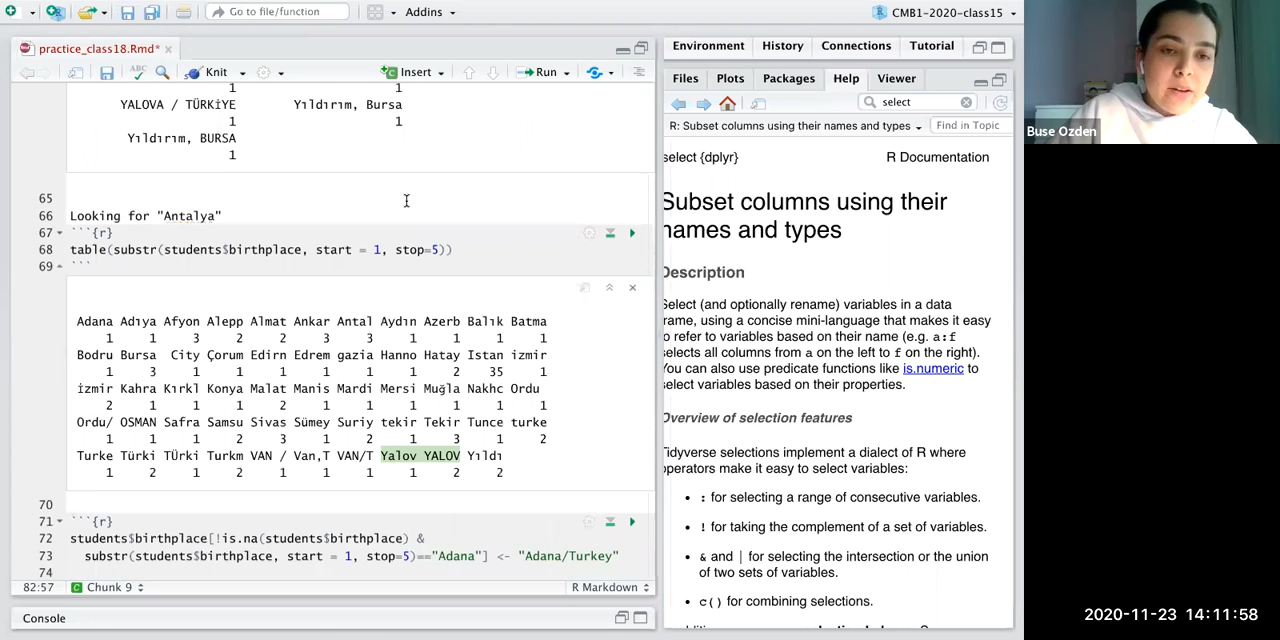 Go to file/function
Addins
CMB1-2020-class15
practice_class18.Rmd*
Knit
Insert
Run
1 1
YALOVA / TÜRKİYE Yıldırım, Bursa
1 1
Yıldırım, BURSA
1
65
66 Looking for "Antalya"
67 ```{r}
68 table(substr(students$birthplace, start = 1, stop=5))
69 ```
Adana Adıya Afyon Alepp Almat Ankar Antal Aydın Azerb Balık Batma
1 1 3 2 2 3 3 1 1 1 1
Bodru Bursa City Çorum Edirn Edrem gazia Hanno Hatay Istan izmir
1 3 1 1 1 1 1 1 2 35 1
İzmir Kahra Kırkl Konya Malat Manis Mardi Mersi Muğla Nakhc Ordu
2 1 1 1 2 1 1 1 1 1 1
Ordu/ OSMAN Safra Samsu Sivas Sümey Suriy tekir Tekir Tunce turke
1 1 1 2 3 1 2 1 3 1 2
Turke Türki TÜrki Turkm VAN / Van,T VAN/T Yalov YALOV Yıldı
1 2 1 2 1 1 1 1 2 2
70
71 ```{r}
72 students$birthplace[!is.na(students$birthplace) &
73 substr(students$birthplace, start = 1, stop=5)=="Adana"] <- "Adana/Turkey"
74
82:57 Chunk 9 R Markdown
Console
Environment History Connections Tutorial
Files Plots Packages Help Viewer
select
R: Subset columns using their names and types Find in Topic
select {dplyr} R Documentation
Subset columns using their
names and types
Description
Select (and optionally rename) variables in a data
frame, using a concise mini-language that makes it easy
to refer to variables based on their name (e.g. a:f
selects all columns from a on the left to f on the right).
You can also use predicate functions like is.numeric to
select variables based on their properties.
Overview of selection features
Tidyverse selections implement a dialect of R where
operators make it easy to select variables:
• : for selecting a range of consecutive variables.
• ! for taking the complement of a set of variables.
• & and | for selecting the intersection or the union
of two sets of variables.
• c() for combining selections.
Buse Ozden
2020-11-23 14:11:58